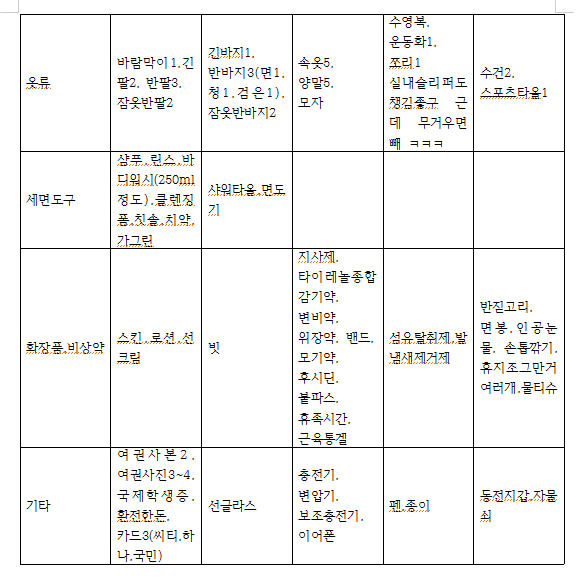 옷류
바람막이1,긴
팔2, 반팔3,
잠옷반팔2
긴바지1,
반바지3(면1,
청1,검은1),
잠옷반바지2
속옷5,
양말5,
모자
수영복,
운동화1,
쪼리1
실내슬리퍼도
챙김좋구 근
데 무거우면
빼 ㅋㅋㅋ
수건2,
스포츠타올1
세면도구
샴푸,린스,바
디워시(250ml
정도),클렌징
폼,칫솔,치약,
가그린
샤워타올,면도
기
화장품,비상약
스킨,로션,선
크림
빗
지사제,
타이레놀종합
감기약,
변비약,
위장약, 밴드,
모기약,
후시딘,
붙파스,
휴족시간,
근육통겔
섬유탈취제,발
냄새제거제
반짇고리,
면봉,인공눈
물, 손톱깎기,
휴지조그만거
여러개,물티슈
기타
여권사본2,
여권사진3~4,
국제학생증,
환전한돈,
카드3(씨티,하
나,국민)
선글라스
충전기,
변압기,
보조충전기,
이어폰
펜,종이
동전지갑,자물
쇠